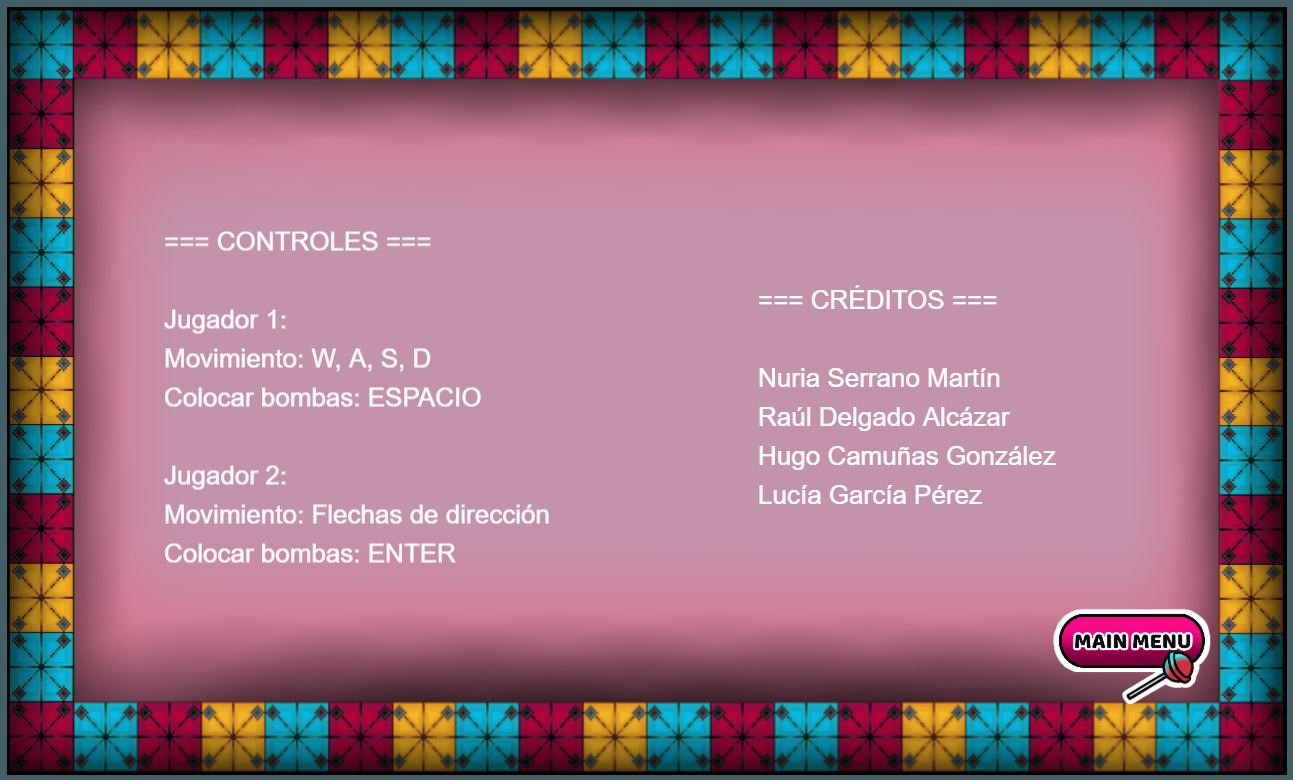 === CONTROLES ===
Jugador 1:
Movimiento: W, A, S, D
Colocar bombas: ESPACIO
Jugador 2:
Movimiento: Flechas de dirección
Colocar bombas: ENTER
=== CRÉDITOS ===
Nuria Serrano Martín
Raúl Delgado Alcázar
Hugo Camuñas González
Lucía García Pérez
MAIN MENU